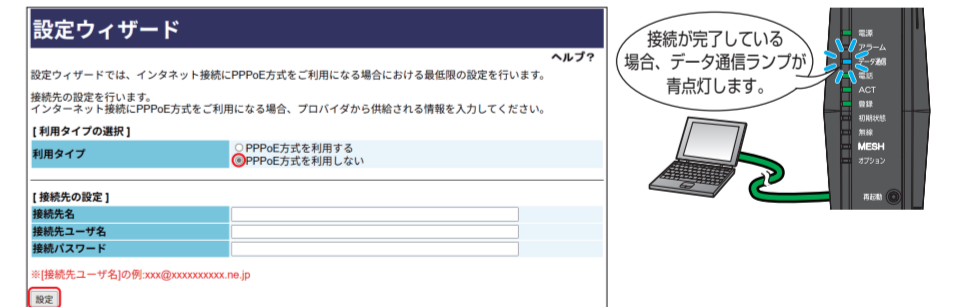 設定ウィザード
ヘルプ?
設定ウィザードでは、インタネット接続にPPPoE方式をご利用になる場合における最低限の設定を行います。
接続先の設定を行います。
インターネット接続にPPPoE方式をご利用になる場合、プロバイダから供給される情報を入力してください。
[利用タイプの選択]
利用タイプ
PPPoE方式を利用する
PPPoE方式を利用しない
[接続先の設定]
接続先名
接続先ユーザ名
接続パスワード
※[接続先ユーザ名]の例:xxx@xxxxxxxxxx.ne.jp
設定
接続が完了している
場合、データ通信ランプが
青点灯します。
電源
アラーム
データ通信
電話
ACT
登録
初期状態
無線
MESH
オプション
再起動